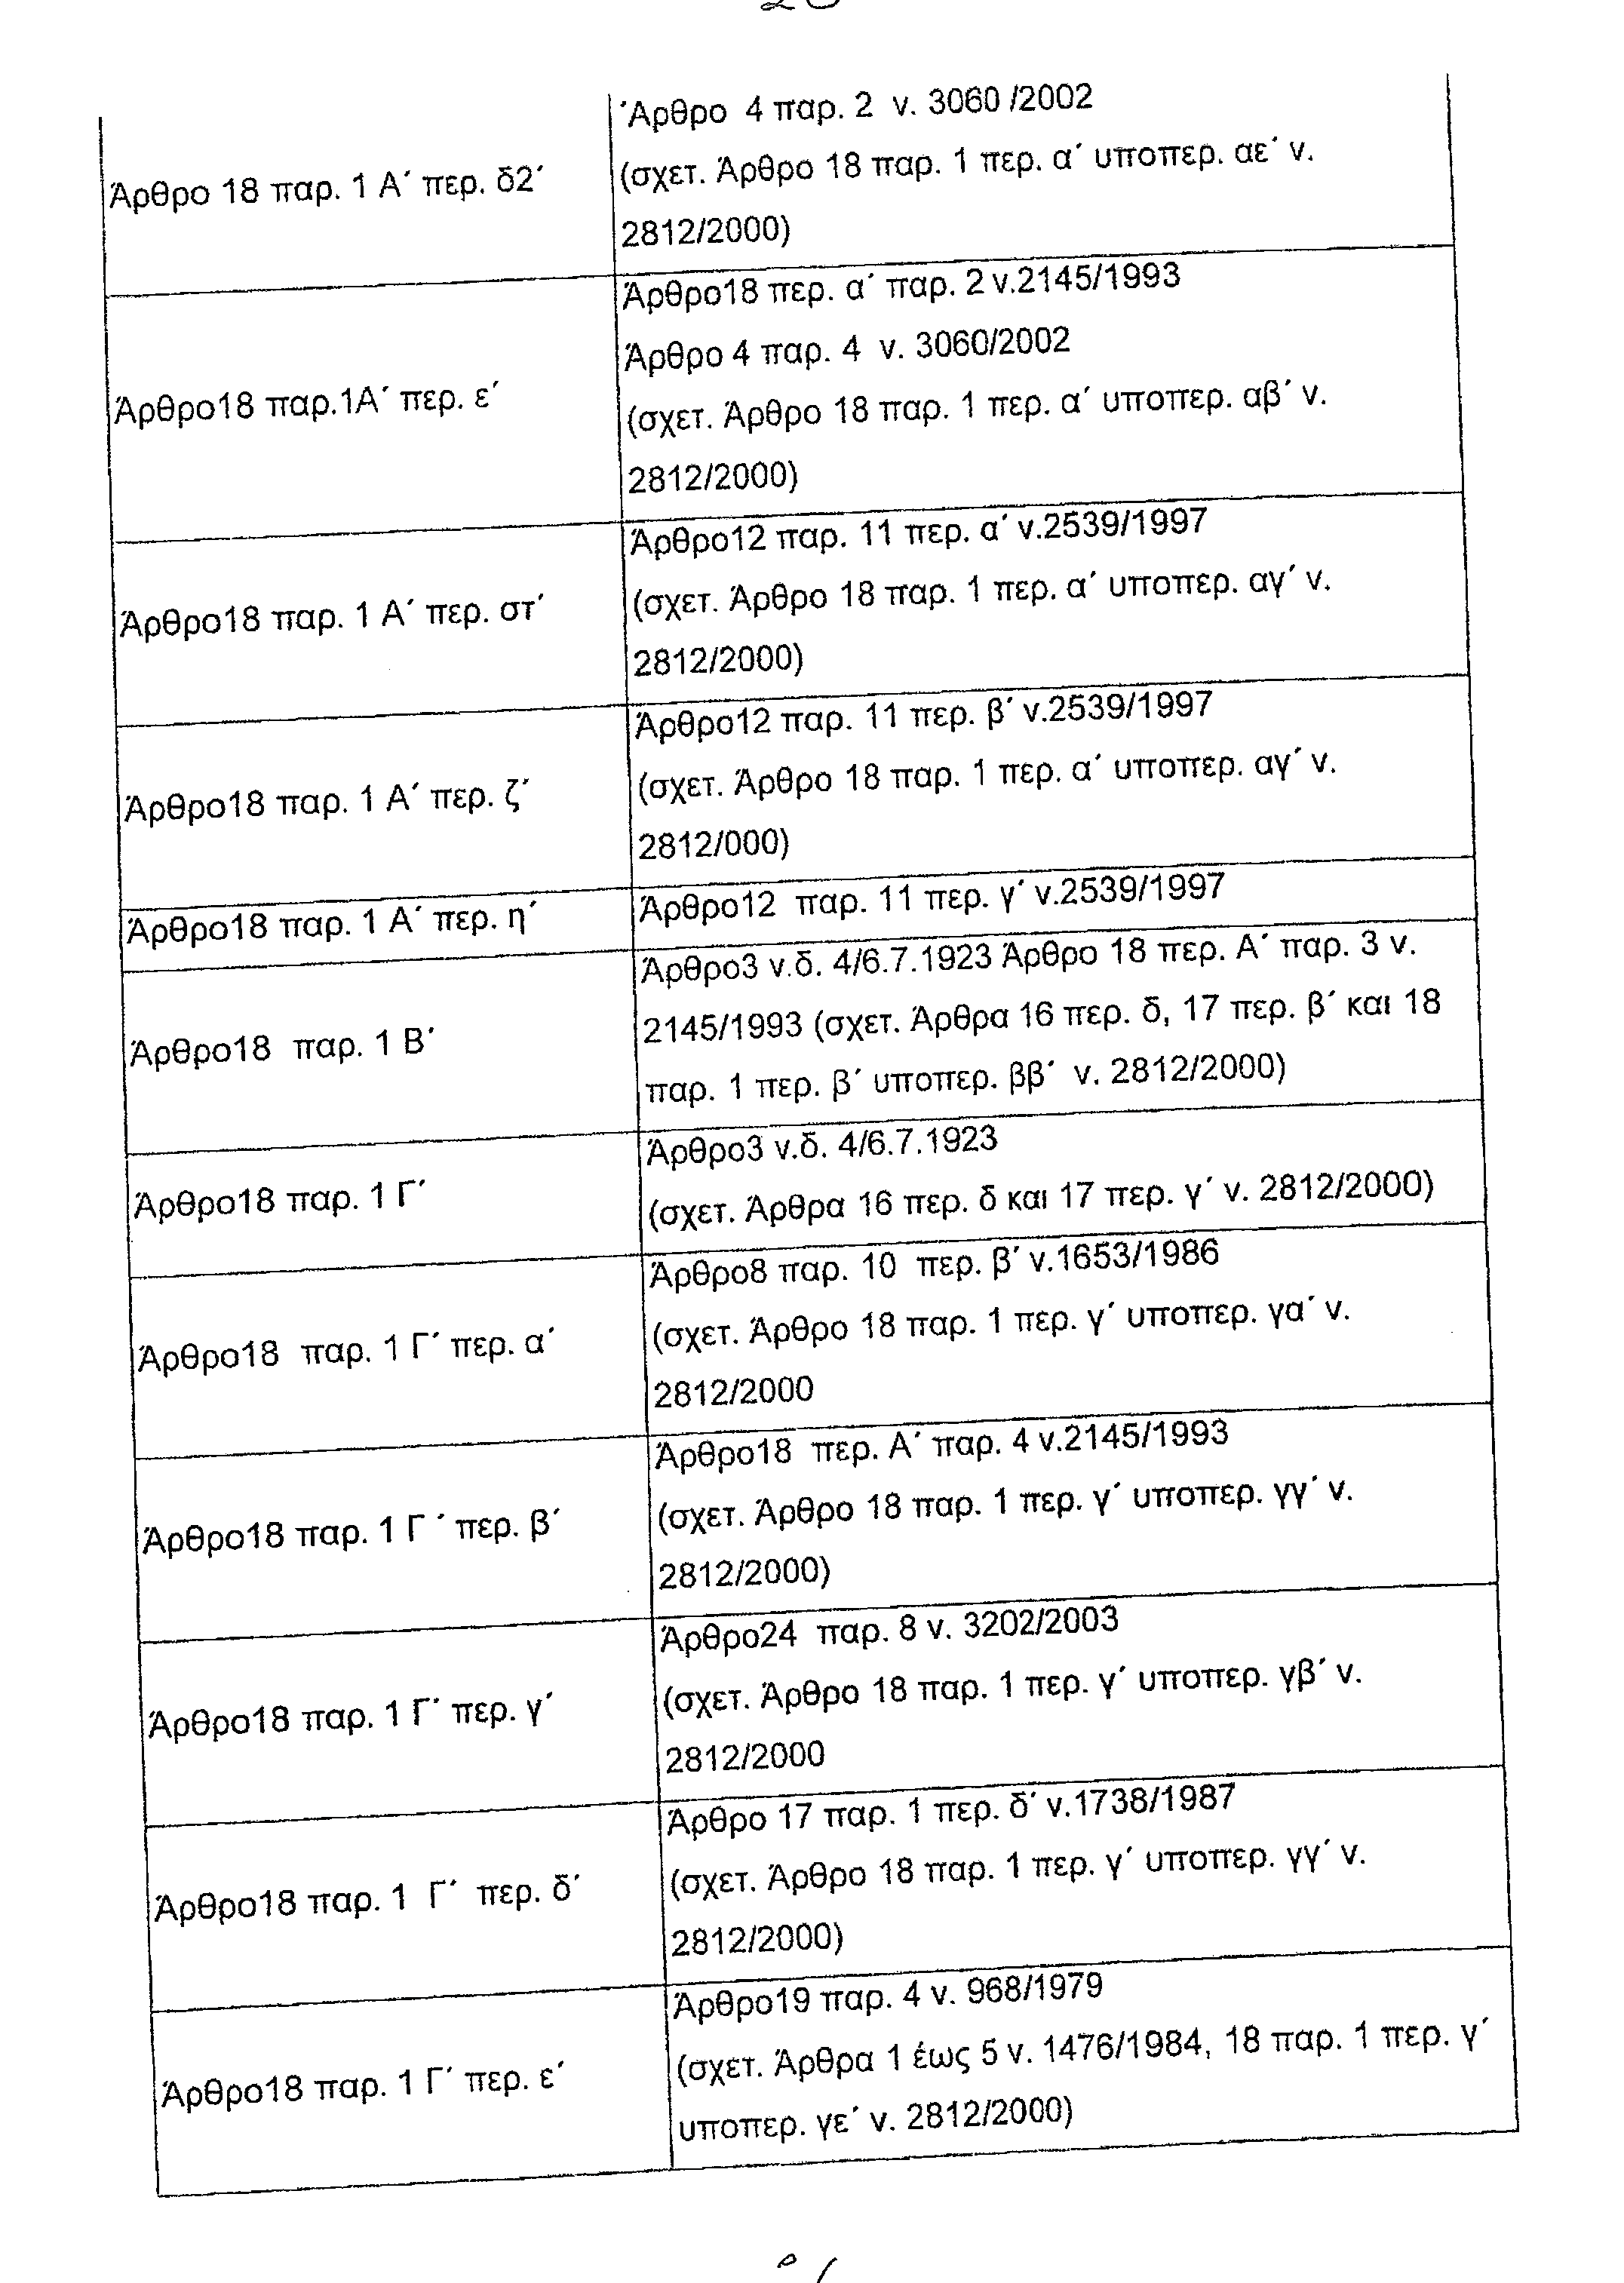 Άρθρο 18 παρ. 1 Α΄ περ. δ2΄
Άρθρο 4 παρ. 2 ν. 3060 /2002
(σχετ. Άρθρο 18 παρ. 1 περ. α΄ υποπερ. αε΄ ν.
2812/2000)
Άρθρο18 παρ.1Α΄ περ. ε΄
Άρθρο18 περ. α΄ παρ. 2 ν.2145/1993
Άρθρο 4 παρ. 4 ν. 3060/2002
(σχετ. Άρθρο 18 παρ. 1 περ. α΄ υποπερ. αβ΄ ν.
2812/2000)
Άρθρο18 παρ. 1 Α΄ περ. στ΄
Άρθρο12 παρ. 11 περ. α΄ ν.2539/1997
(σχετ. Άρθρο 18 παρ. 1 περ. α΄ υποπερ. αγ΄ ν.
2812/2000)
Άρθρο18 παρ. 1 Α΄ περ. ζ΄
Άρθρο12 παρ. 11 περ. β΄ ν.2539/1997
(σχετ. Άρθρο 18 παρ. 1 περ. α΄ υποπερ. αγ΄ ν.
2812/000)
Άρθρο18 παρ. 1 Α΄ περ. η΄
Άρθρο12 παρ. 11 περ. γ΄ ν.2539/1997
Άρθρο18 παρ. 1 Β΄
Άρθρο3 ν.δ. 4/6.7.1923 Άρθρο 18 περ. Α΄ παρ. 3 ν.
2145/1993 (σχετ. Άρθρα 16 περ. δ, 17 περ. β΄ και 18
παρ. 1 περ. β΄ υποπερ. ββ΄ ν. 2812/2000)
Άρθρο18 παρ. 1 Γ΄
Άρθρο3 ν.δ. 4/6.7.1923
(σχετ. Άρθρα 16 περ. δ και 17 περ. γ΄ ν. 2812/2000)
Άρθρο18 παρ. 1 Γ΄ περ. α΄
Άρθρο8 παρ. 10 περ. β΄ ν.1653/1986
(σχετ. Άρθρο 18 παρ. 1 περ. γ΄ υποπερ. γα΄ ν.
2812/2000
Άρθρο18 παρ. 1 Γ ΄ περ. β΄
Άρθρο18 περ. Α΄ παρ. 4 ν.2145/1993
(σχετ. Άρθρο 18 παρ. 1 περ. γ΄ υποπερ. γγ΄ ν.
2812/2000)
Άρθρο18 παρ. 1 Γ΄ περ. γ΄
Άρθρο24 παρ. 8 ν. 3202/2003
(σχετ. Άρθρο 18 παρ. 1 περ. γ΄ υποπερ. γβ΄ ν.
2812/2000
Άρθρο18 παρ. 1 Γ΄ περ. δ΄
Άρθρο 17 παρ. 1 περ. δ΄ ν.1738/1987
(σχετ. Άρθρο 18 παρ. 1 περ. γ΄ υποπερ. γγ΄ ν.
2812/2000)
Άρθρο18 παρ. 1 Γ΄ περ. ε΄
Άρθρο19 παρ. 4 ν. 968/1979
(σχετ. Άρθρα 1 έως 5 ν. 1476/1984, 18 παρ. 1 περ. γ΄
υποπερ. γε΄ ν. 2812/2000)